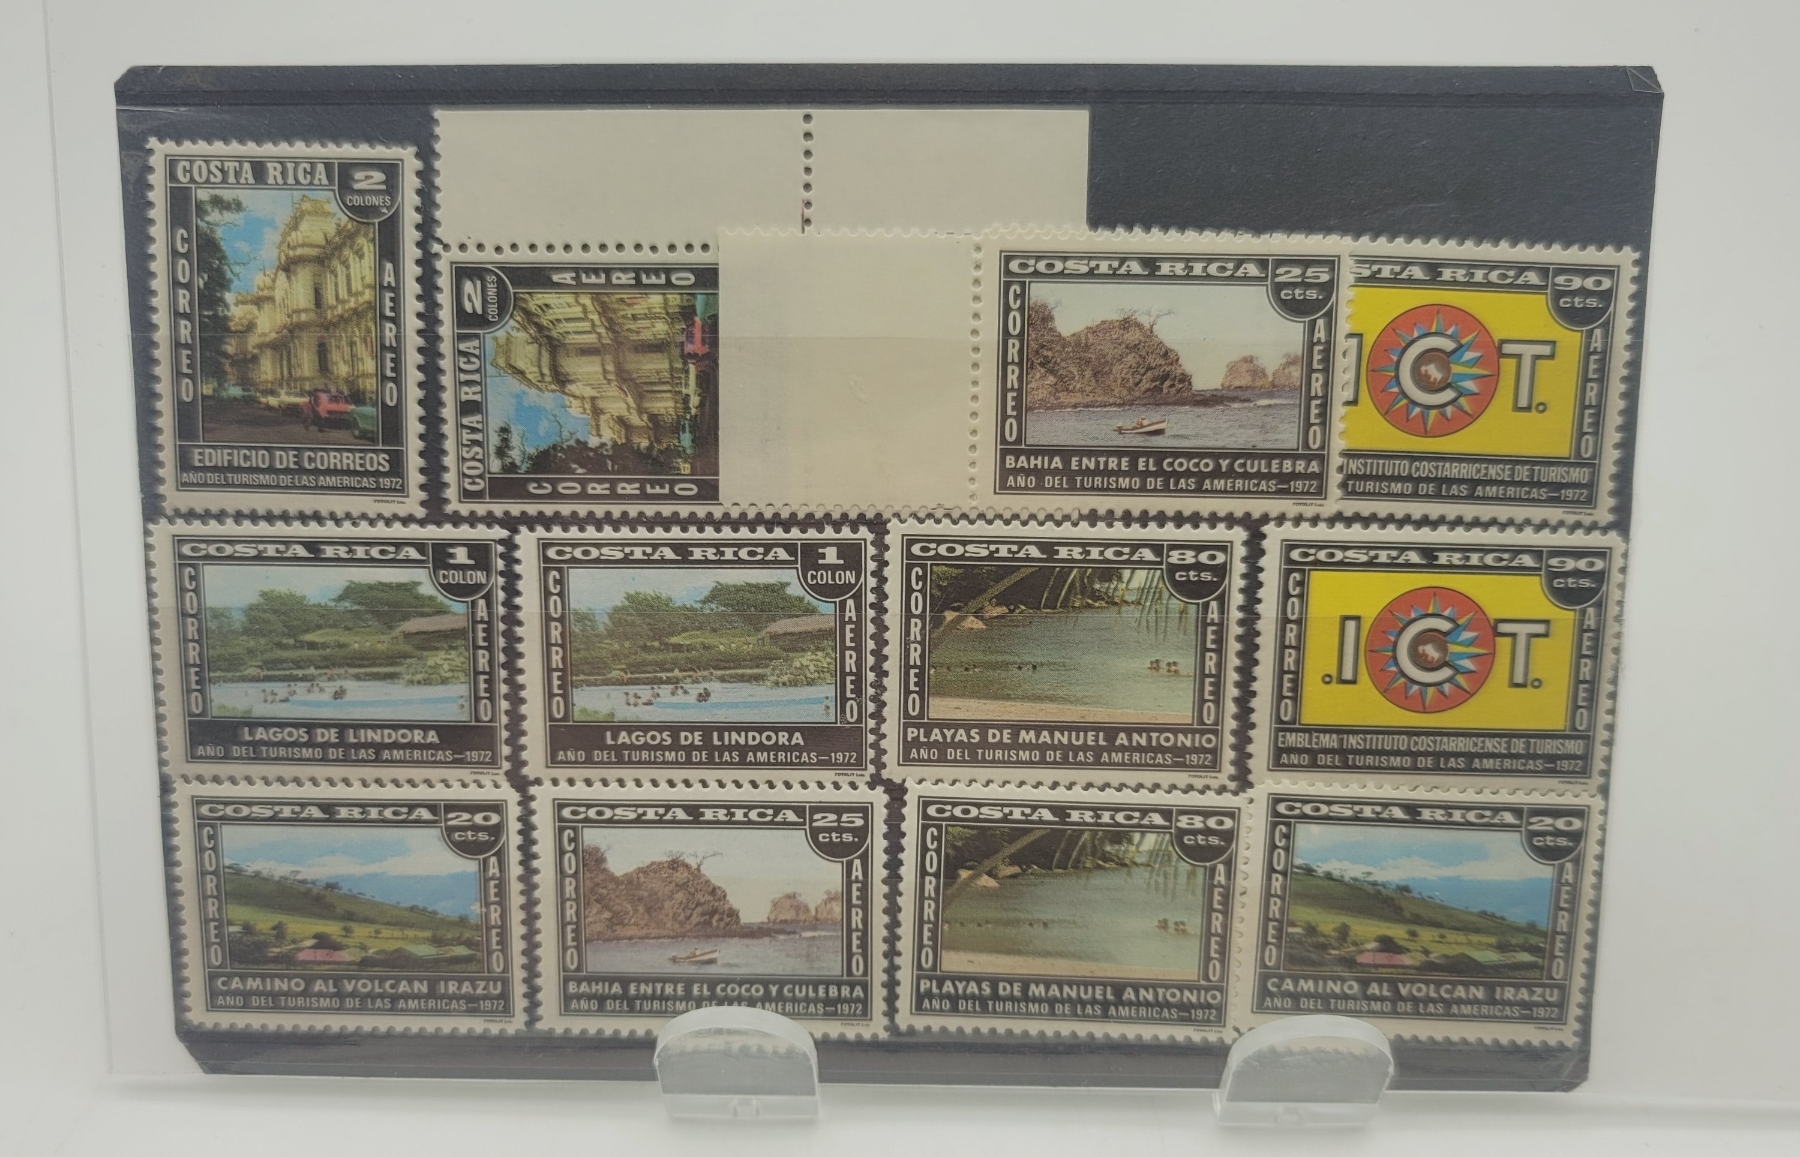 COSTA RICA 2
COLONES
CORREO
AEREO
EDIFICIO DE CORREOS
AÑO DEL TURISMO DE LAS AMERICAS 1972
COSTA RICA 2
COLONES
AEREO
CORREO
COSTA RICA 25
cts.
CORREO
AEREO
BAHIA ENTRE EL COCO Y CULEBRA
AÑO DEL TURISMO DE LAS AMERICAS—1972
STA RICA 90
cts.
AEREO
I C T.
INSTITUTO COSTARRICENSE DE TURISMO"
TURISMO DE LAS AMERICAS—1972
COSTA RICA 1
COLON
CORREO
AEREO
LAGOS DE LINDORA
AÑO DEL TURISMO DE LAS AMERICAS—1972
COSTA RICA 1
COLON
CORREO
AEREO
LAGOS DE LINDORA
AÑO DEL TURISMO DE LAS AMERICAS—1972
COSTA RICA 80
cts.
CORREO
AEREO
PLAYAS DE MANUEL ANTONIO
AÑO DEL TURISMO DE LAS AMERICAS—1972
COSTA RICA 90
cts.
CORREO
AEREO
.I C T.
EMBLEMA "INSTITUTO COSTARRICENSE DE TURISMO"
AÑO DEL TURISMO DE LAS AMERICAS—1972
COSTA RICA 20
cts.
CORREO
AEREO
CAMINO AL VOLCAN IRAZU
AÑO DEL TURISMO DE LAS AMERICAS—1972
COSTA RICA 25
cts.
CORREO
AEREO
BAHIA ENTRE EL COCO Y CULEBRA
AÑO DEL TURISMO DE LAS AMERICAS—1972
COSTA RICA 80
cts.
CORREO
AEREO
PLAYAS DE MANUEL ANTONIO
AÑO DEL TURISMO DE LAS AMERICAS—1972
COSTA RICA 20
cts.
CORREO
AEREO
CAMINO AL VOLCAN IRAZU
AÑO DEL TURISMO DE LAS AMERICAS—1972